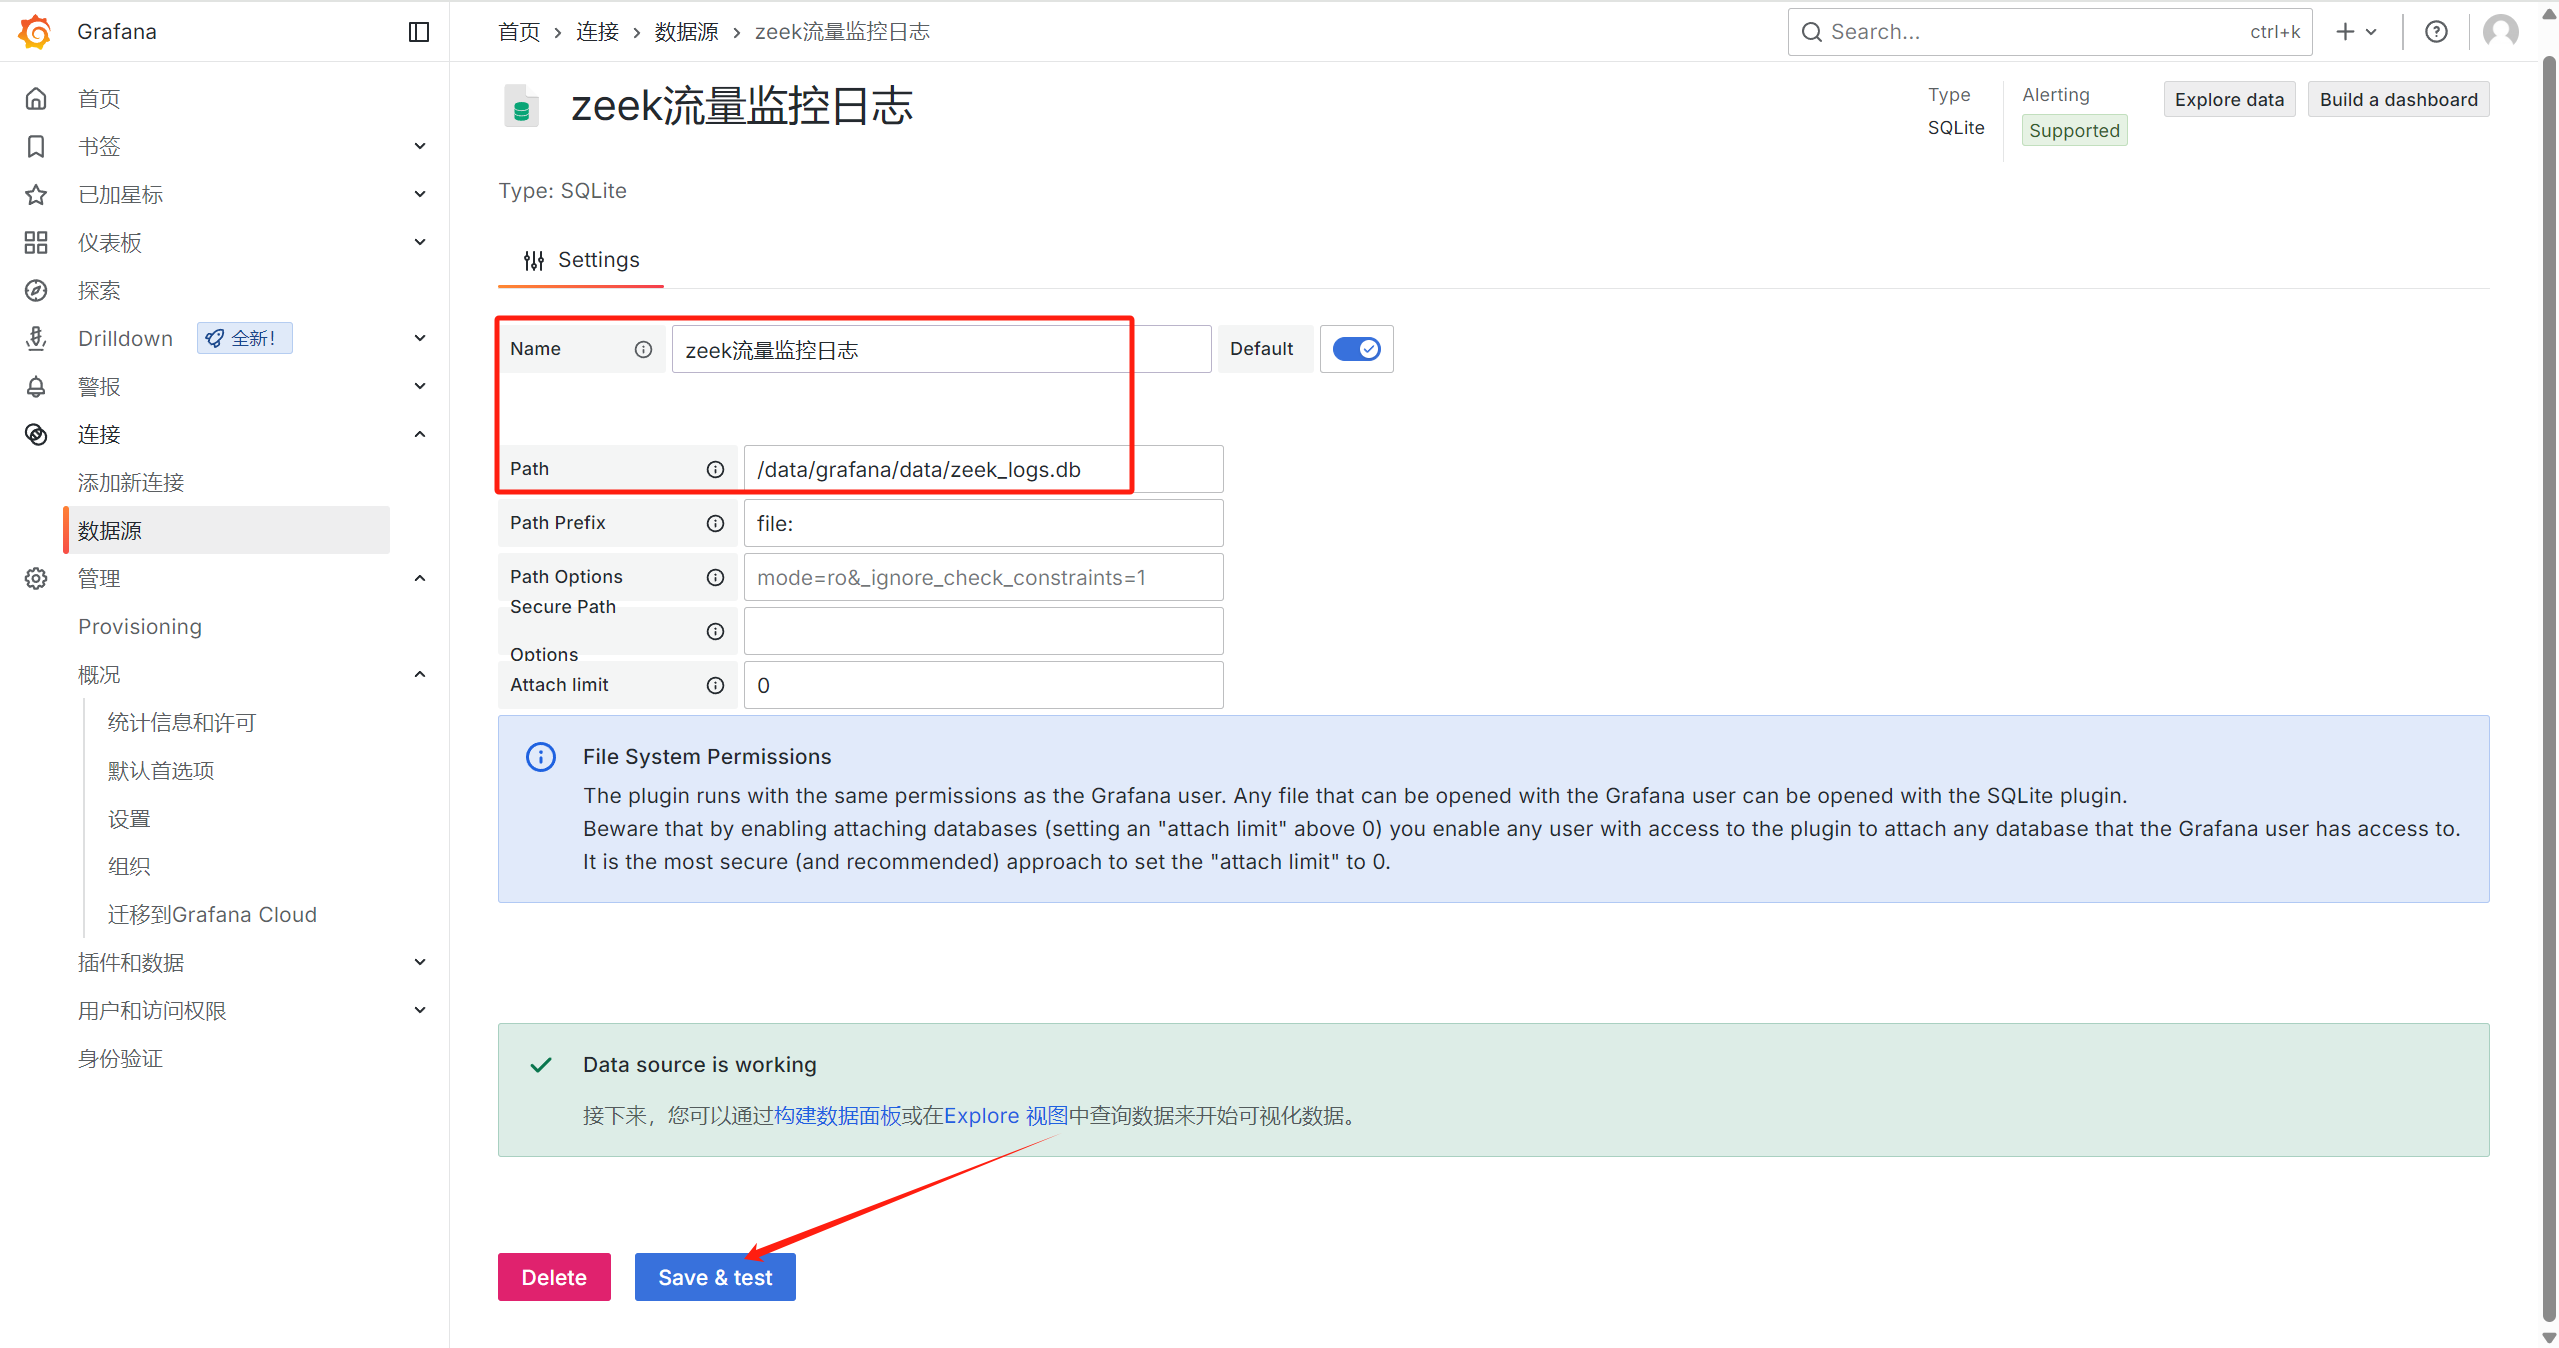 Grafana
首页 › 连接 › 数据源 › zeek流量监控日志
Search...
ctrl+k
首页
书签
已加星标
仪表板
探索
Drilldown 全新！
警报
连接
添加新连接
数据源
管理
Provisioning
概况
统计信息和许可
默认首选项
设置
组织
迁移到Grafana Cloud
插件和数据
用户和访问权限
身份验证
zeek流量监控日志
Type
SQLite
Alerting
Supported
Explore data
Build a dashboard
Type: SQLite
Settings
Name
zeek流量监控日志
Default
Path
/data/grafana/data/zeek_logs.db
Path Prefix
file:
Path Options
mode=ro&_ignore_check_constraints=1
Secure Path
Options
Attach limit
0
File System Permissions
The plugin runs with the same permissions as the Grafana user. Any file that can be opened with the Grafana user can be opened with the SQLite plugin.
Beware that by enabling attaching databases (setting an "attach limit" above 0) you enable any user with access to the plugin to attach any database that the Grafana user has access to.
It is the most secure (and recommended) approach to set the "attach limit" to 0.
Data source is working
接下来，您可以通过构建数据面板或在Explore 视图中查询数据来开始可视化数据。
Delete
Save & test